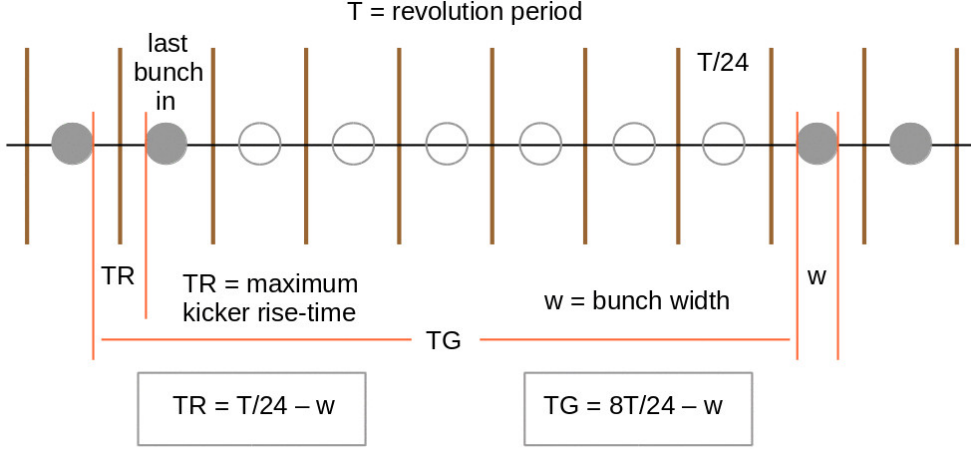 T = revolution period
last
bunch
in
T/24
TR
TR = maximum
kicker rise-time
w = bunch width
w
TG
TR = T/24 – w
TG = 8T/24 – w